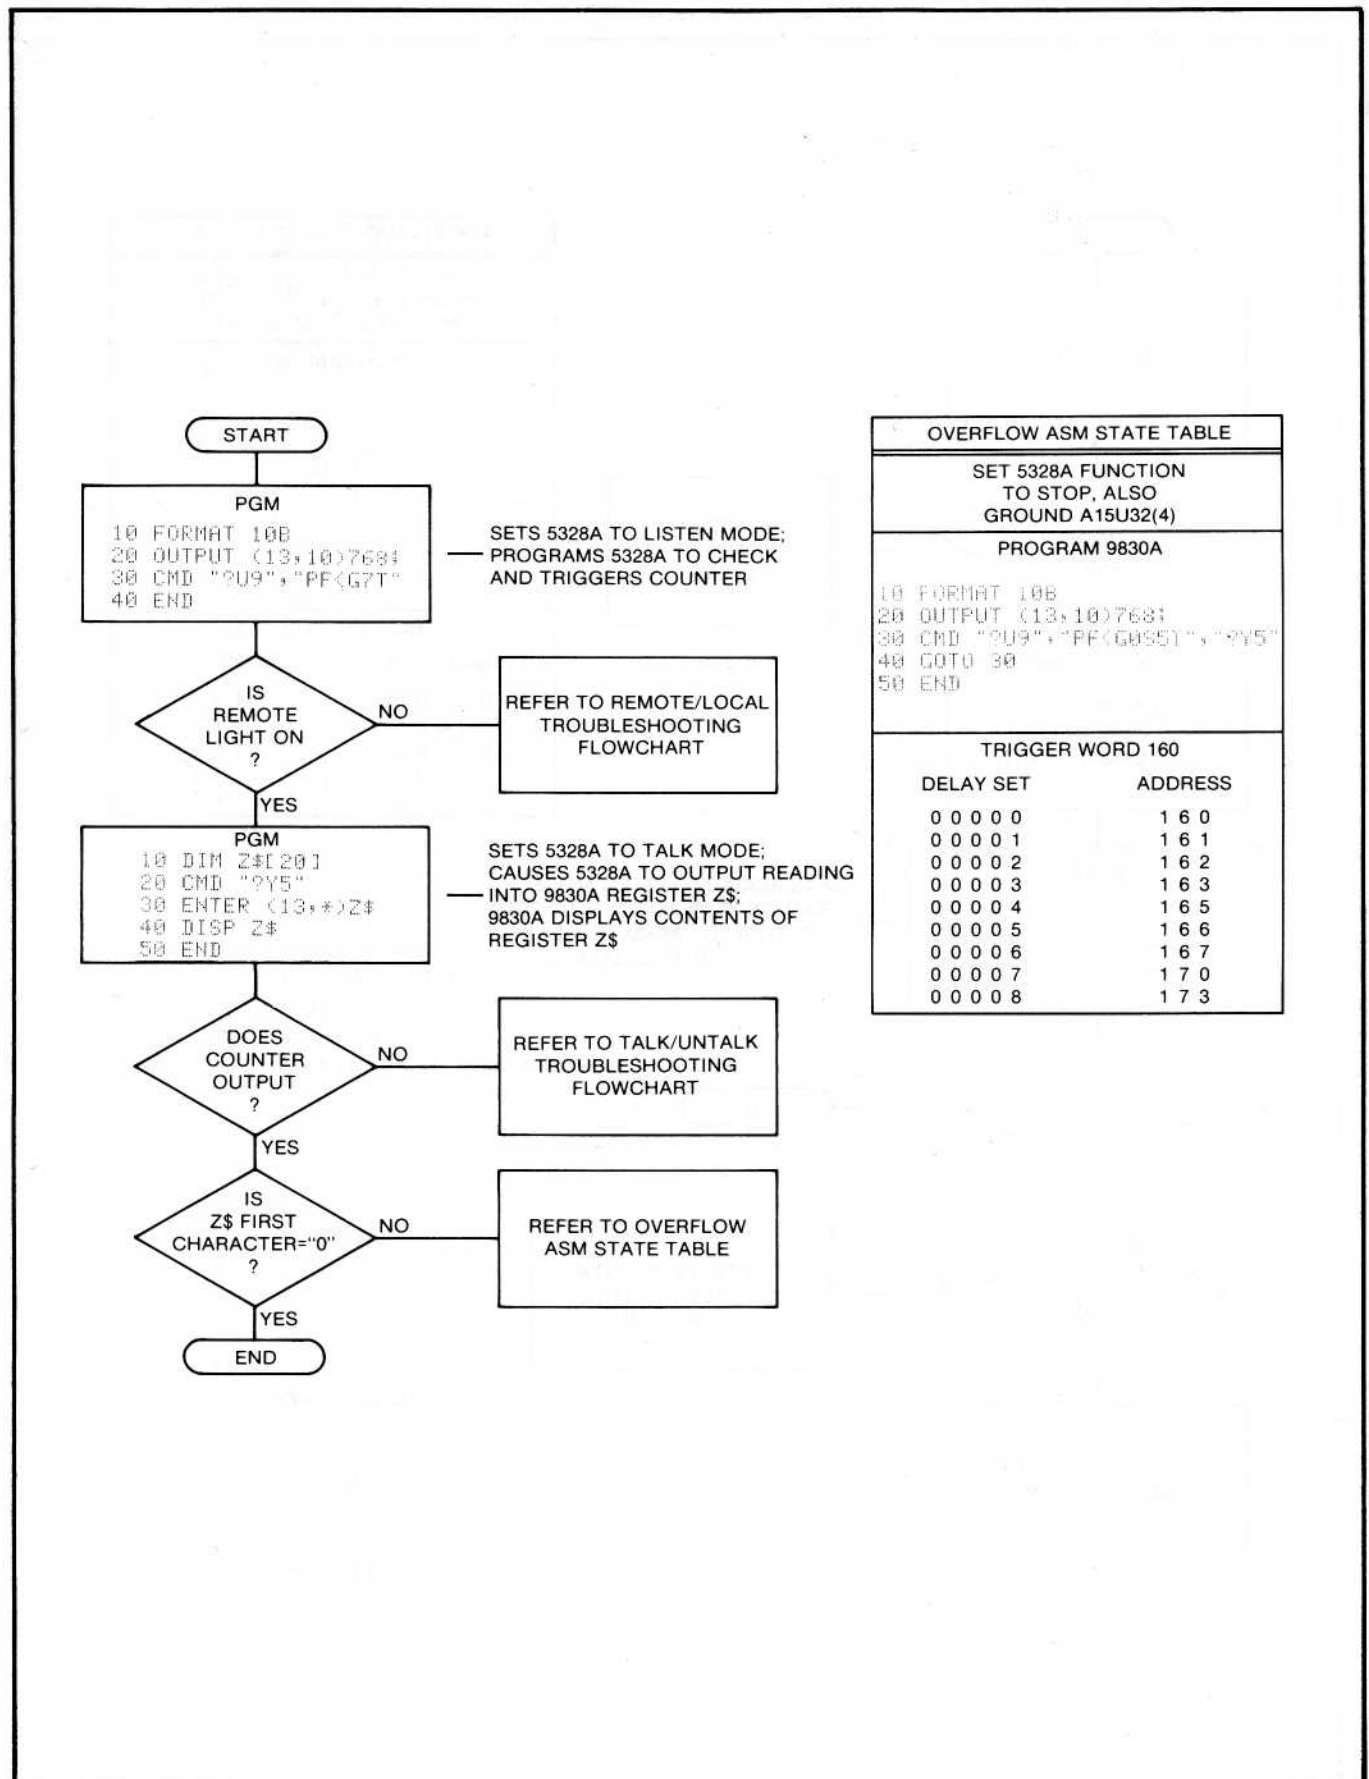 START
PGM
10 FORMAT 10B
20 OUTPUT (13,10)768;
30 CMD "?U9","PF<G7T"
40 END
SETS 5328A TO LISTEN MODE;
PROGRAMS 5328A TO CHECK
AND TRIGGERS COUNTER
IS
REMOTE
LIGHT ON
?
NO
REFER TO REMOTE/LOCAL
TROUBLESHOOTING
FLOWCHART
YES
PGM
10 DIM Z$[20]
20 CMD "?Y5"
30 ENTER (13,*)Z$
40 DISP Z$
50 END
SETS 5328A TO TALK MODE;
CAUSES 5328A TO OUTPUT READING
INTO 9830A REGISTER Z$;
9830A DISPLAYS CONTENTS OF
REGISTER Z$
DOES
COUNTER
OUTPUT
?
NO
REFER TO TALK/UNTALK
TROUBLESHOOTING
FLOWCHART
YES
IS
Z$ FIRST
CHARACTER="0"
?
NO
REFER TO OVERFLOW
ASM STATE TABLE
YES
END
OVERFLOW ASM STATE TABLE
SET 5328A FUNCTION
TO STOP, ALSO
GROUND A15U32(4)
PROGRAM 9830A
10 FORMAT 10B
20 OUTPUT (13,10)768;
30 CMD "?U9","PF<G0S5T","?Y5"
40 GOTO 30
50 END
TRIGGER WORD 160
DELAY SET ADDRESS
0 0 0 0 0 1 6 0
0 0 0 0 1 1 6 1
0 0 0 0 2 1 6 2
0 0 0 0 3 1 6 3
0 0 0 0 4 1 6 5
0 0 0 0 5 1 6 6
0 0 0 0 6 1 6 7
0 0 0 0 7 1 7 0
0 0 0 0 8 1 7 3